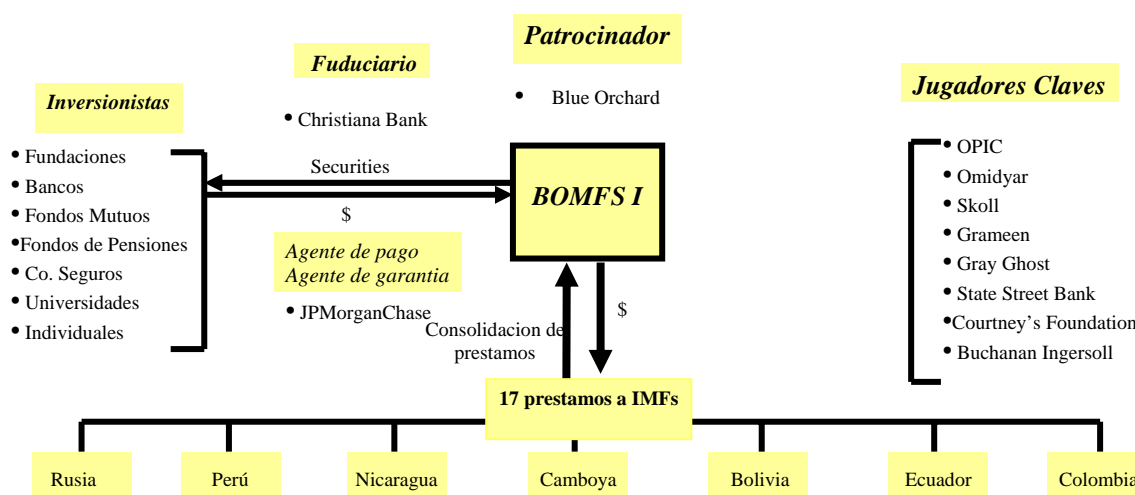 Patrocinador
• Blue Orchard
Fuduciario
• Christiana Bank
Inversionistas
• Fundaciones
• Bancos
• Fondos Mutuos
•Fondos de Pensiones
• Co. Seguros
• Universidades
• Individuales
Securities
$
Agente de pago
Agente de garantia
• JPMorganChase
BOMFS I
Consolidacion de
prestamos
$
Jugadores Claves
• OPIC
• Omidyar
• Skoll
• Grameen
• Gray Ghost
• State Street Bank
•Courtney’s Foundation
• Buchanan Ingersoll
17 prestamos a IMFs
Rusia
Perú
Nicaragua
Camboya
Bolivia
Ecuador
Colombia